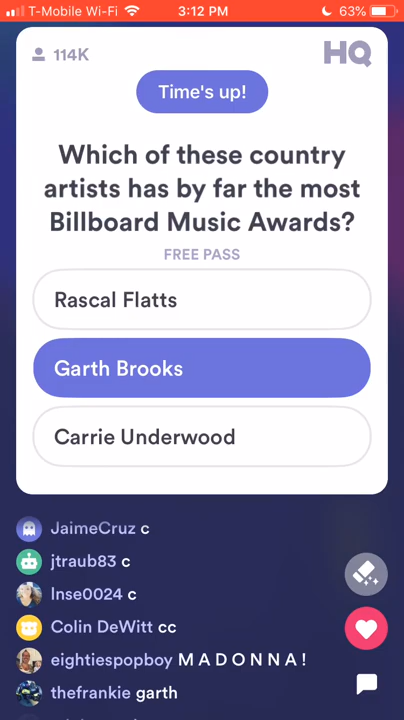 T-Mobile Wi-Fi 3:12 PM 63%
114K HQ
Time's up!
Which of these country
artists has by far the most
Billboard Music Awards?
FREE PASS
Rascal Flatts
Garth Brooks
Carrie Underwood
JaimeCruz c
jtraub83 c
Inse0024 c
Colin DeWitt cc
eightiespopboy M A D O N N A !
thefrankie garth